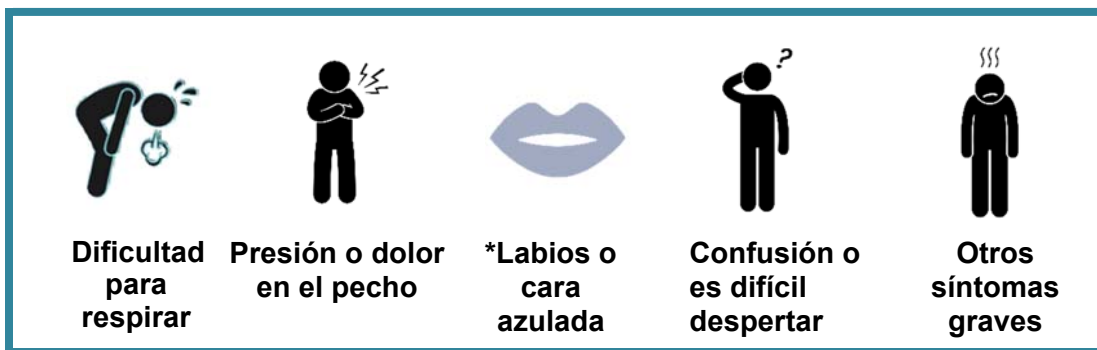 ?
Dificultad
para
respirar
Presión o dolor
en el pecho
*Labios o
cara
azulada
Confusión o
es difícil
despertar
Otros
síntomas
graves